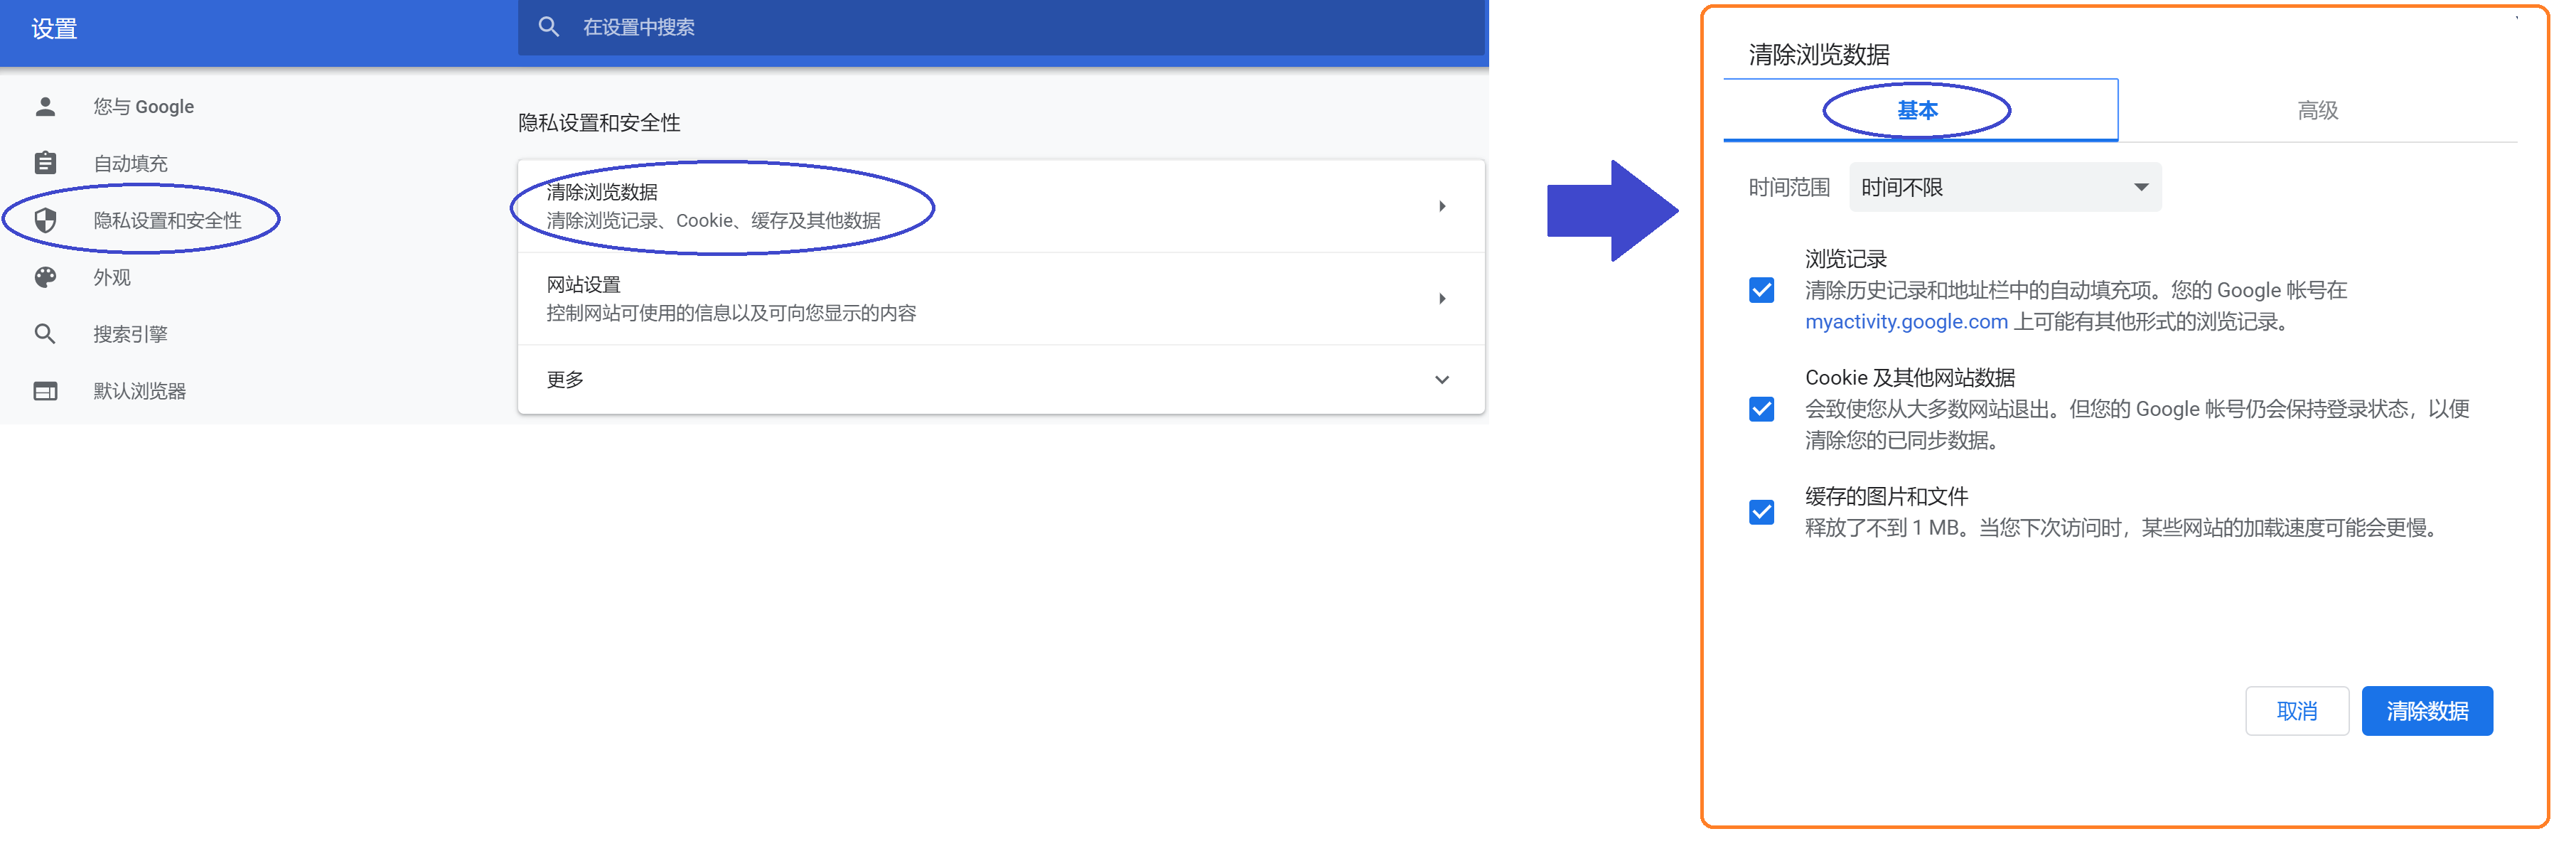 设置
在设置中搜索
您与 Google
自动填充
隐私设置和安全性
外观
搜索引擎
默认浏览器
隐私设置和安全性
清除浏览数据
清除浏览记录、Cookie、缓存及其他数据
网站设置
控制网站可使用的信息以及可向您显示的内容
更多
清除浏览数据
基本
高级
时间范围
时间不限
浏览记录
清除历史记录和地址栏中的自动填充项。您的 Google 帐号在
myactivity.google.com 上可能有其他形式的浏览记录。
Cookie 及其他网站数据
会致使您从大多数网站退出。但您的 Google 帐号仍会保持登录状态，以便
清除您的已同步数据。
缓存的图片和文件
释放了不到 1 MB。当您下次访问时，某些网站的加载速度可能会更慢。
取消
清除数据